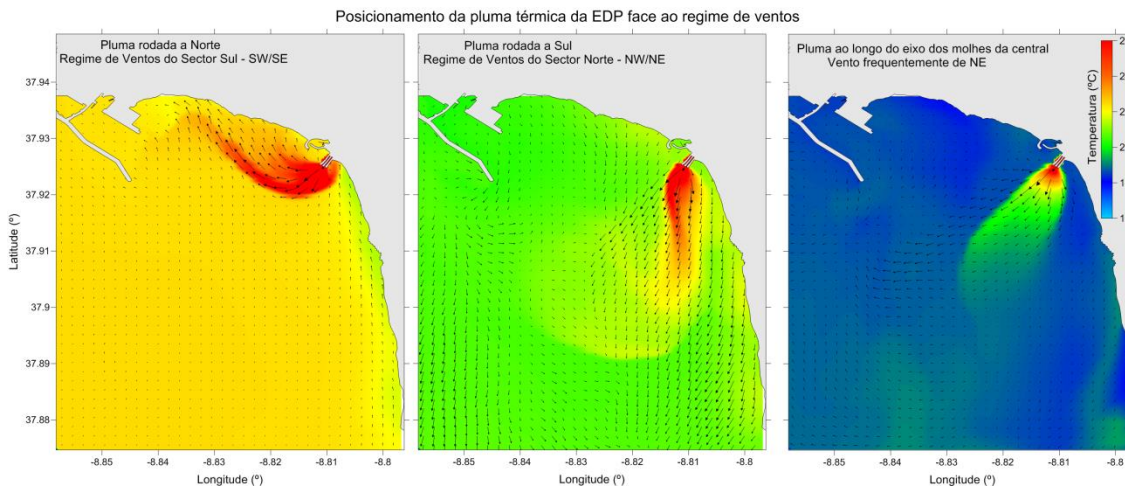 Posicionamento da pluma térmica da EDP face ao regime de ventos
Pluma rodada a Norte
Regime de Ventos do Sector Sul - SW/SE
Pluma rodada a Sul
Regime de Ventos do Sector Norte - NW/NE
Pluma ao longo do eixo dos molhes da central
Vento frequentemente de NE
Temperatura (ºC)
Latitude (º)
37.94
37.93
37.92
37.91
37.9
37.89
37.88
-8.85 -8.84 -8.83 -8.82 -8.81 -8.8
-8.85 -8.84 -8.83 -8.82 -8.81 -8.8
-8.85 -8.84 -8.83 -8.82 -8.81 -8.8
Longitude (º)
Longitude (º)
Longitude (º)